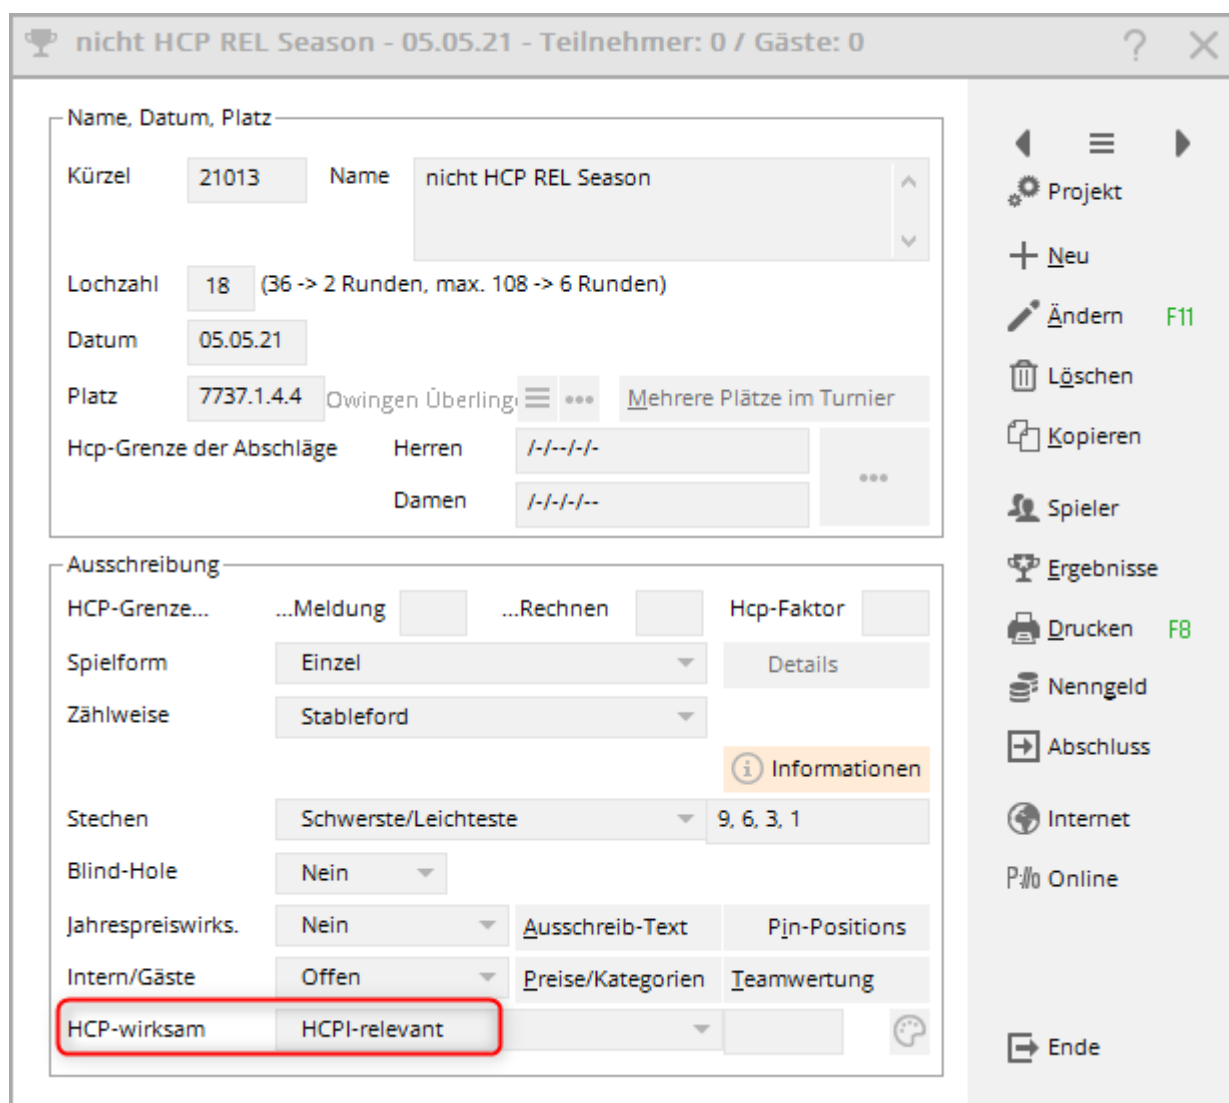 nicht HCP REL Season - 05.05.21 - Teilnehmer: 0 / Gäste: 0
Name, Datum, Platz
Kürzel 21013 Name nicht HCP REL Season
Lochzahl 18 (36 -> 2 Runden, max. 108 -> 6 Runden)
Datum 05.05.21
Platz 7737.1.4.4 Owingen Überling Mehrere Plätze im Turnier
Hcp-Grenze der Abschläge Herren /-/--/-/-
Damen /-/-/-/--
Ausschreibung
HCP-Grenze... ...Meldung ...Rechnen Hcp-Faktor
Spielform Einzel Details
Zählweise Stableford
Informationen
Stechen Schwerste/Leichteste 9, 6, 3, 1
Blind-Hole Nein
Jahrespreiswirks. Nein Ausschreib-Text Pin-Positions
Intern/Gäste Offen Preise/Kategorien Teamwertung
HCP-wirksam HCPI-relevant
Projekt
Neu
Ändern F11
Löschen
Kopieren
Spieler
Ergebnisse
Drucken F8
Nenngeld
Abschluss
Internet
P:// Online
Ende